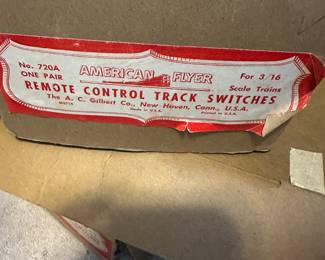 No. 720A
ONE PAIR
AMERICAN FLYER
For 3/16
Scale Trains
REMOTE CONTROL TRACK SWITCHES
The A. C. Gilbert Co., New Haven, Conn., U.S.A.
Made in U.S.A.
Printed in U.S.A.